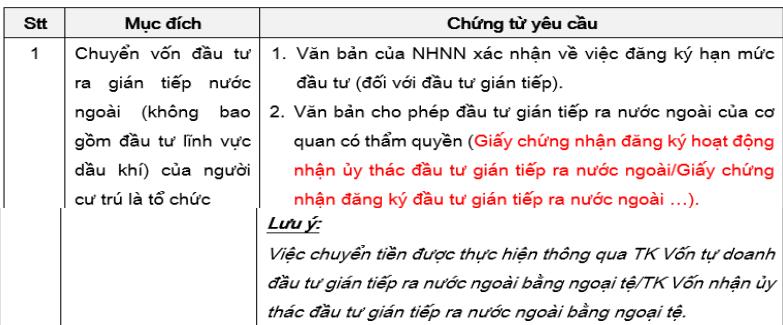 Stt Mục đích Chứng từ yêu cầu
1 Chuyển vốn đầu tư
ra gián tiếp nước
ngoài (không bao
gồm đầu tư lĩnh vực
dầu khí) của người
cư trú là tổ chức
1. Văn bản của NHNN xác nhận về việc đăng ký hạn mức
đầu tư (đối với đầu tư gián tiếp).
2. Văn bản cho phép đầu tư gián tiếp ra nước ngoài của cơ
quan có thẩm quyền (Giấy chứng nhận đăng ký hoạt động
nhận ủy thác đầu tư gián tiếp ra nước ngoài/Giấy chứng
nhận đăng ký đầu tư gián tiếp ra nước ngoài …).
Lưu ý:
Việc chuyển tiền được thực hiện thông qua TK Vốn tự doanh
đầu tư gián tiếp ra nước ngoài bằng ngoại tệ/TK Vốn nhận ủy
thác đầu tư gián tiếp ra nước ngoài bằng ngoại tệ.